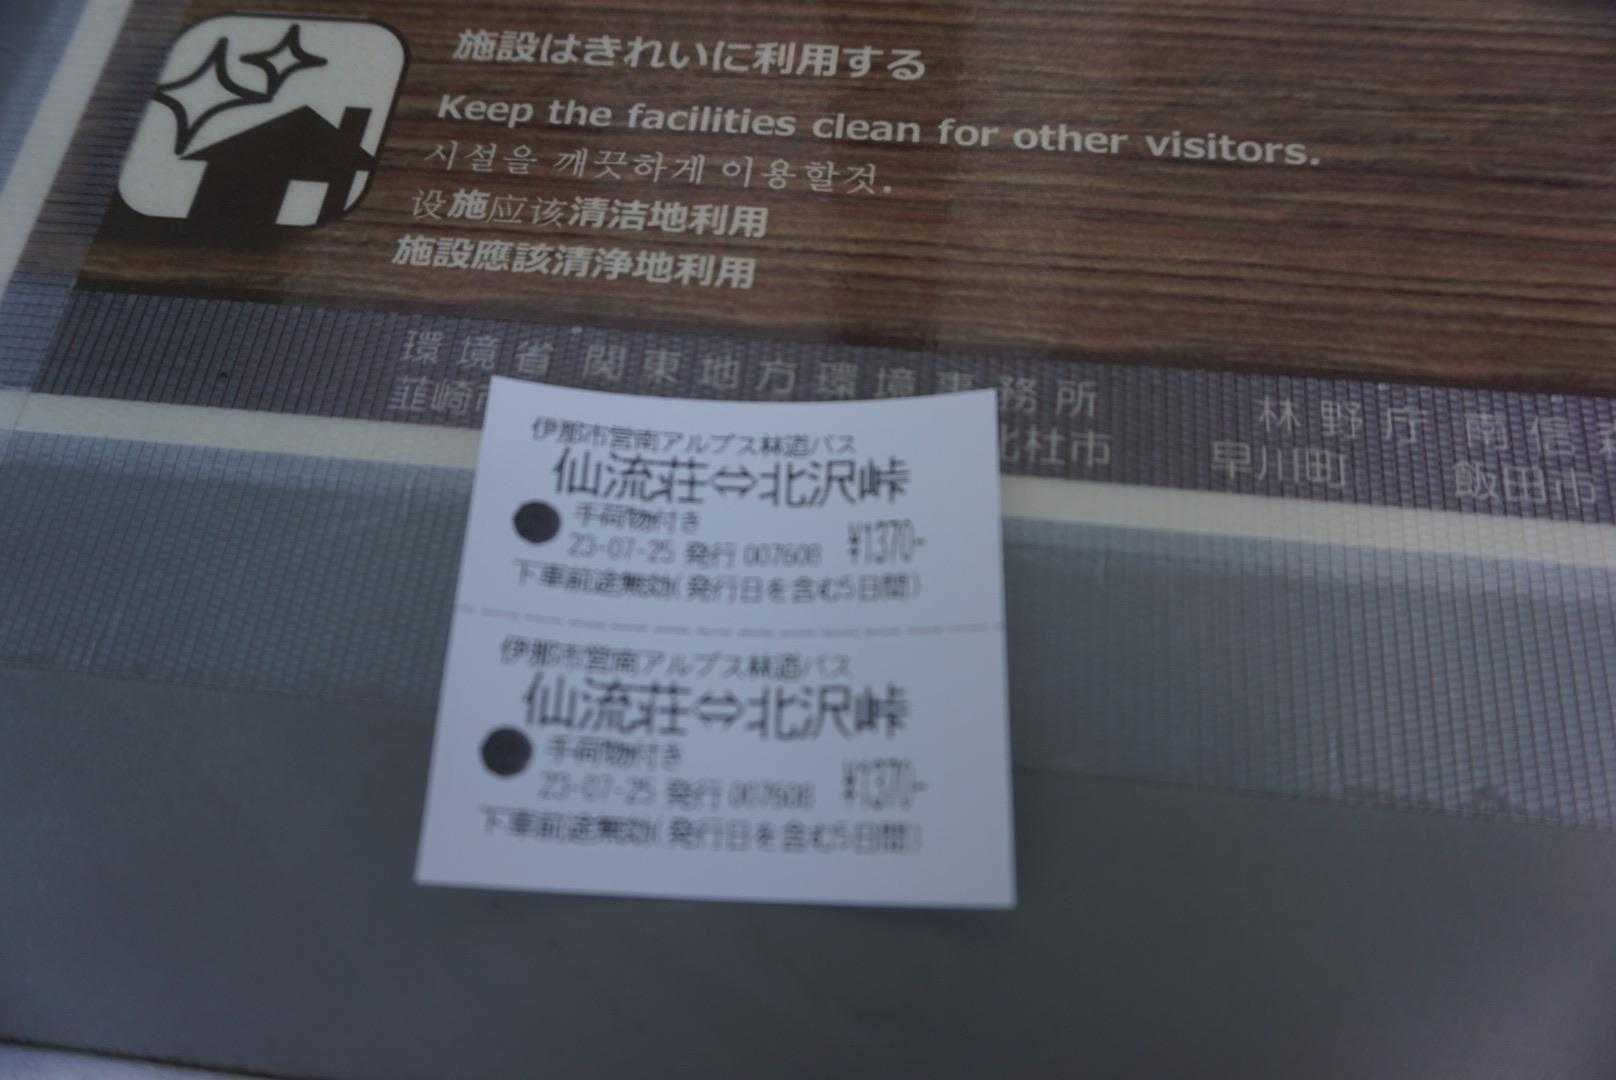 施設はきれいに利用する
Keep the facilities clean for other visitors.
시설을 깨끗하게 이용할것.
设施应该清洁地利用
施設應該清浄地利用
環境省 関東地方環境事務所 林野庁 南信
韮崎 北杜市 早川町 飯田市
伊那市営南アルプス林道バス
仙流荘⇔北沢峠
手荷物付き
23-07-25 発行 007608 ¥1370-
下車前途無効(発行日を含む5日間)
伊那市営南アルプス林道バス
仙流荘⇔北沢峠
手荷物付き
23-07-25 発行 007608 ¥1370-
下車前途無効(発行日を含む5日間)